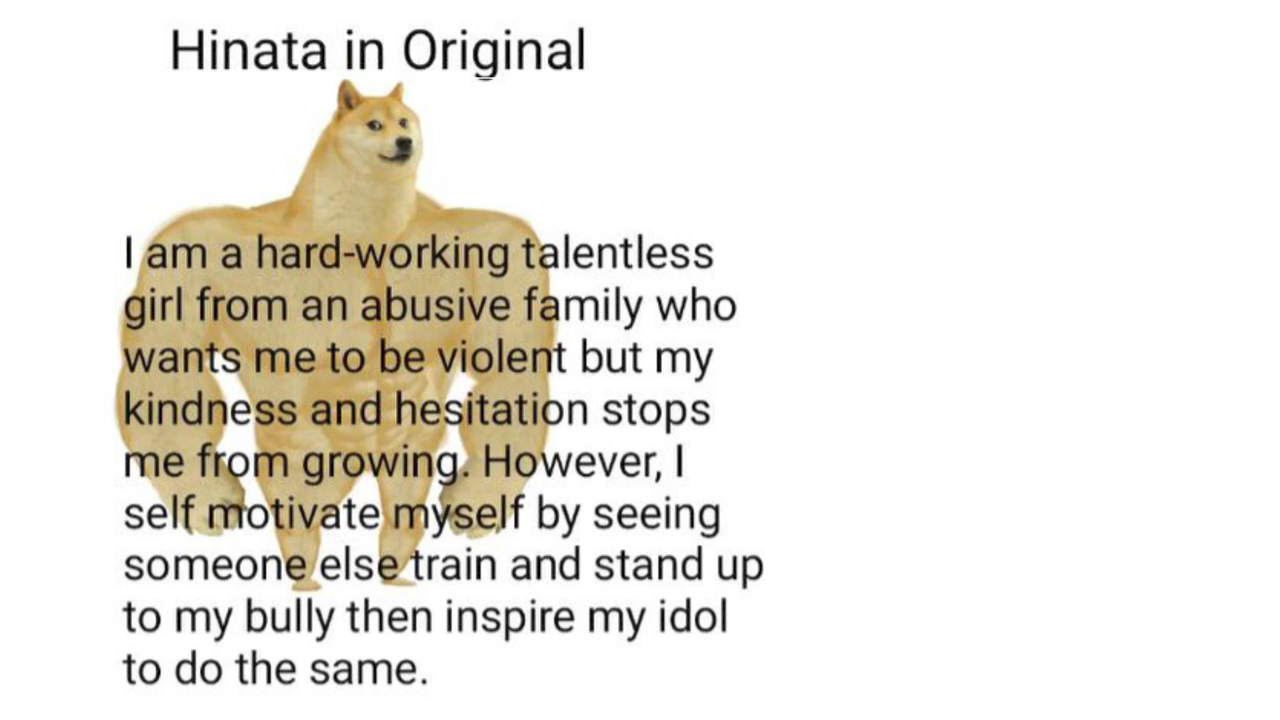 Hinata in Original
I am a hard-working talentless
girl from an abusive family who
wants me to be violent but my
kindness and hesitation stops
me from growing. However, I
self motivate myself by seeing
someone else train and stand up
to my bully then inspire my idol
to do the same.